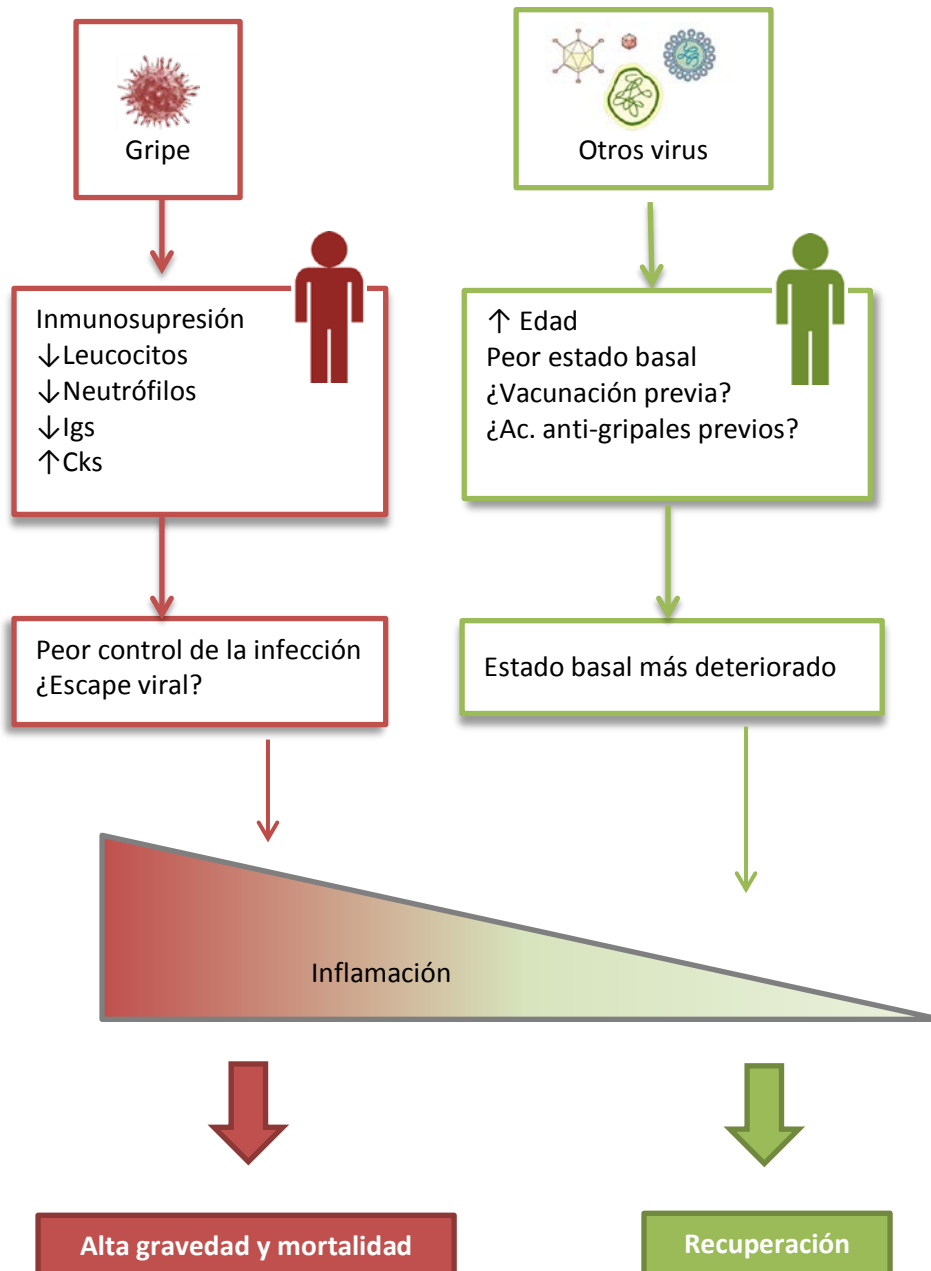 Gripe
Otros virus
Inmunosupresión
↓Leucocitos
↓Neutrófilos
↓Igs
↑Cks
↑ Edad
Peor estado basal
¿Vacunación previa?
¿Ac. anti-gripales previos?
Peor control de la infección
¿Escape viral?
Estado basal más deteriorado
Inflamación
Alta gravedad y mortalidad
Recuperación